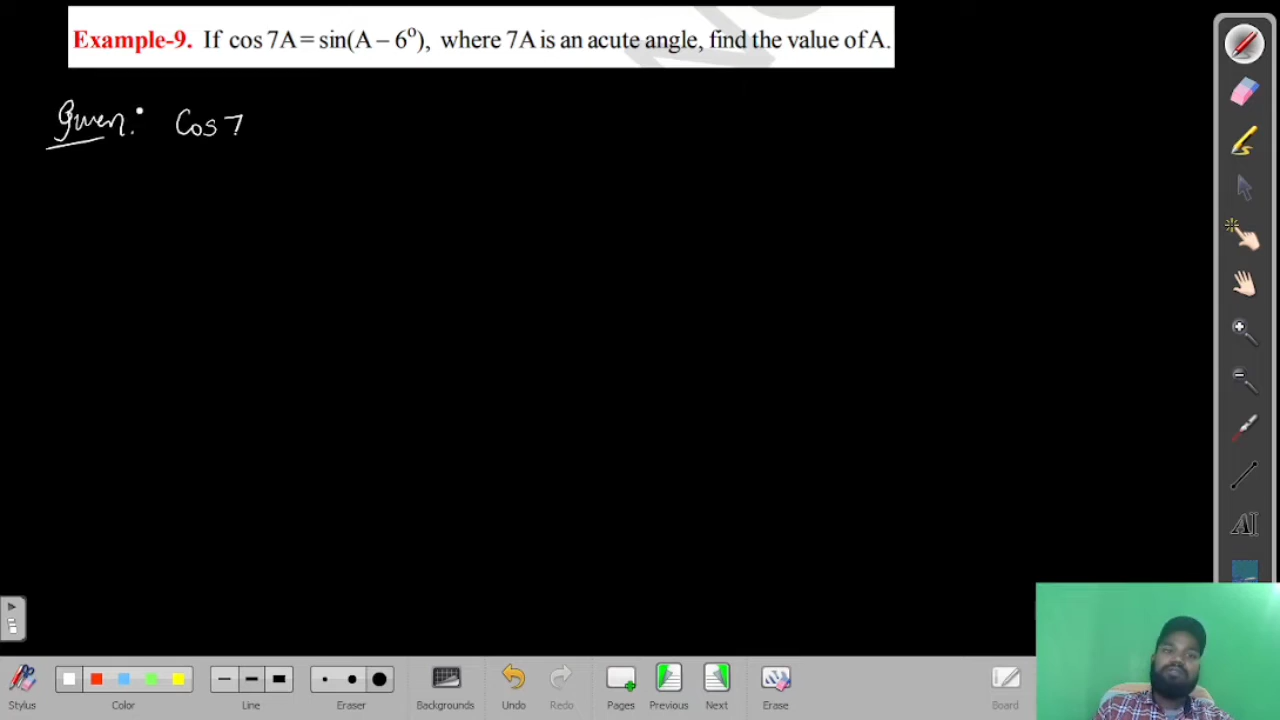 Example-9. If cos 7A = sin(A – 6°), where 7A is an acute angle, find the value of A.
Given: Cos 7
Stylus Color Line Eraser Backgrounds Undo Redo Pages Previous Next Erase Board